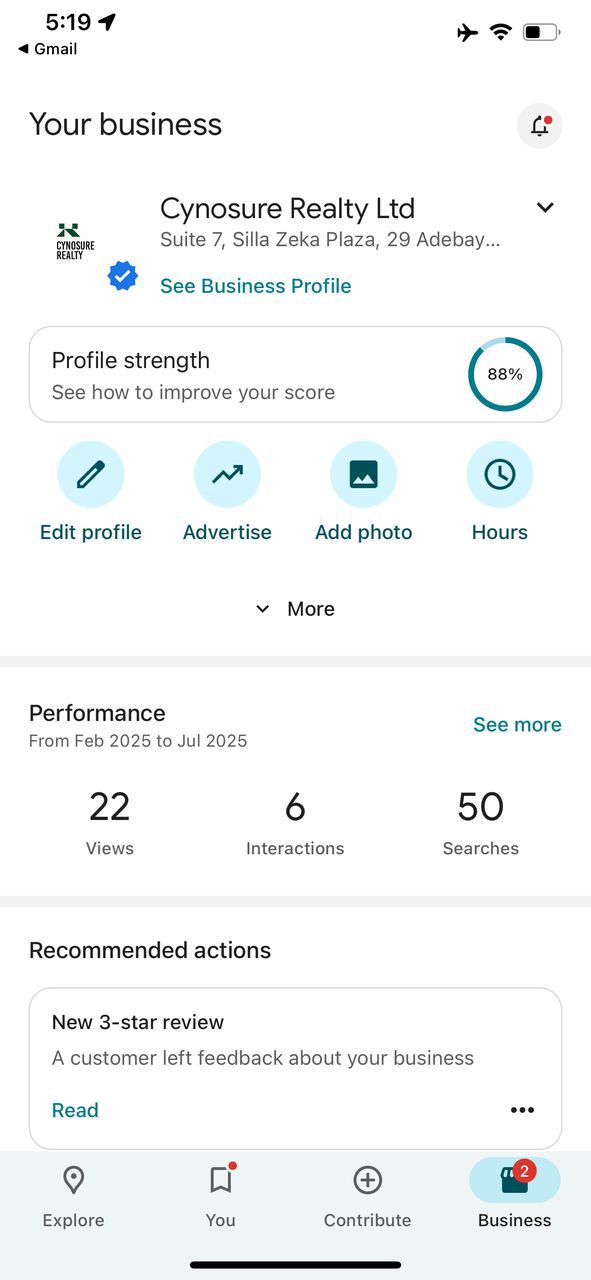 5:19
Gmail
Your business
CYNOSURE
REALTY
Cynosure Realty Ltd
Suite 7, Silla Zeka Plaza, 29 Adebay...
See Business Profile
Profile strength
See how to improve your score
88%
Edit profile
Advertise
Add photo
Hours
More
Performance
From Feb 2025 to Jul 2025
See more
22
6
50
Views
Interactions
Searches
Recommended actions
New 3-star review
A customer left feedback about your business
Read
2
Explore
You
Contribute
Business